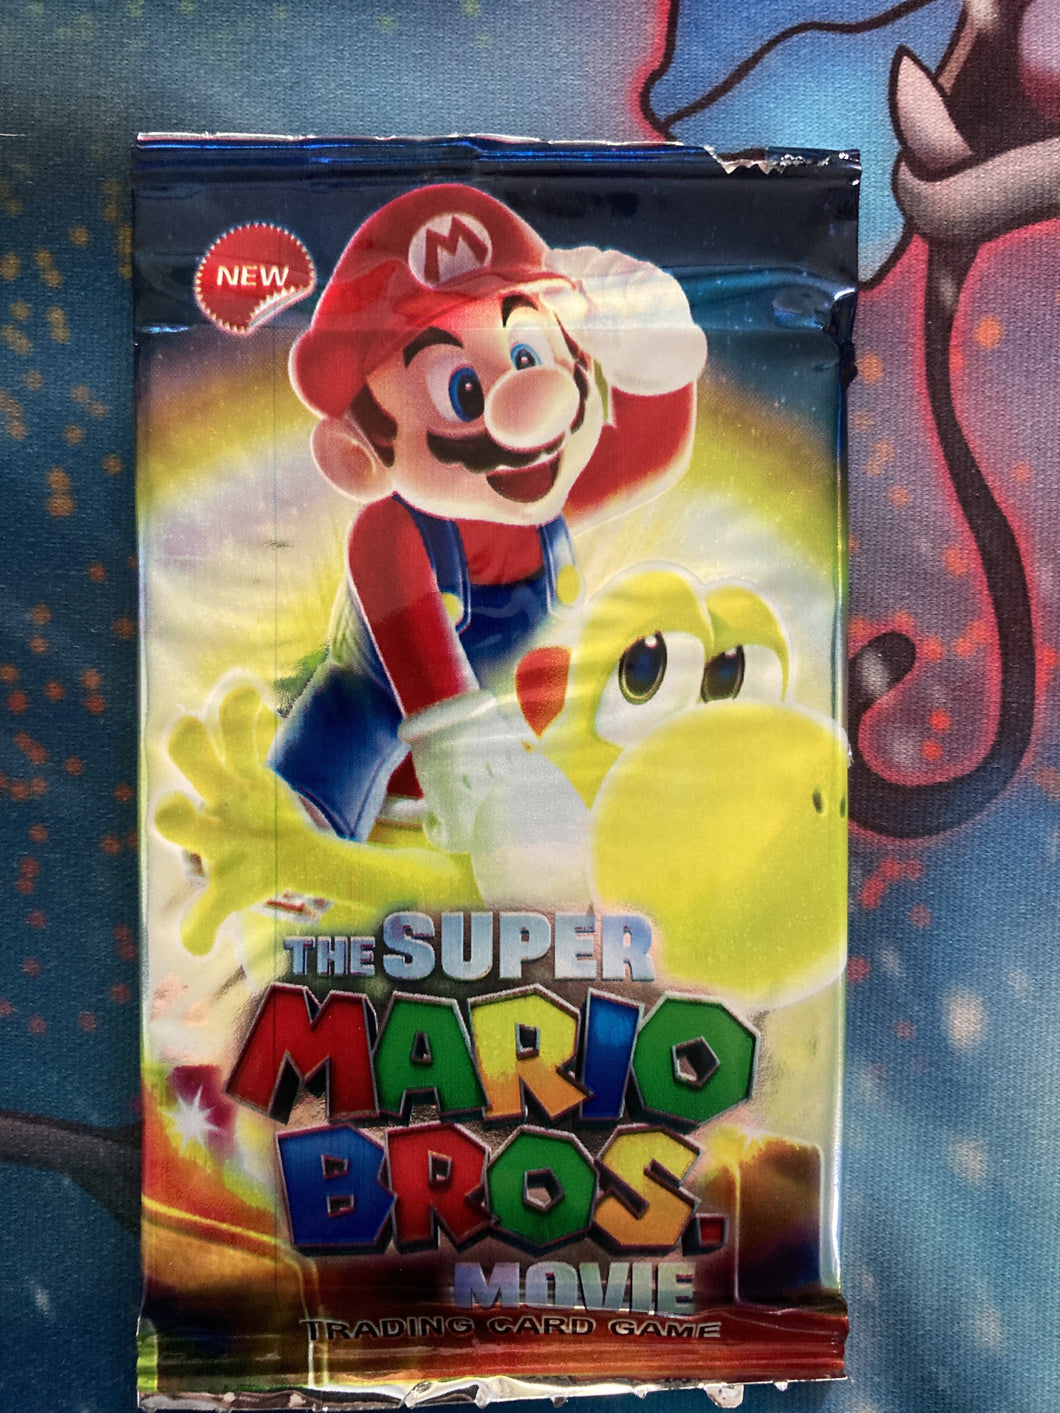 NEW
M
THE SUPER
MARIO
BROS.
MOVIE
TRADING CARD GAME